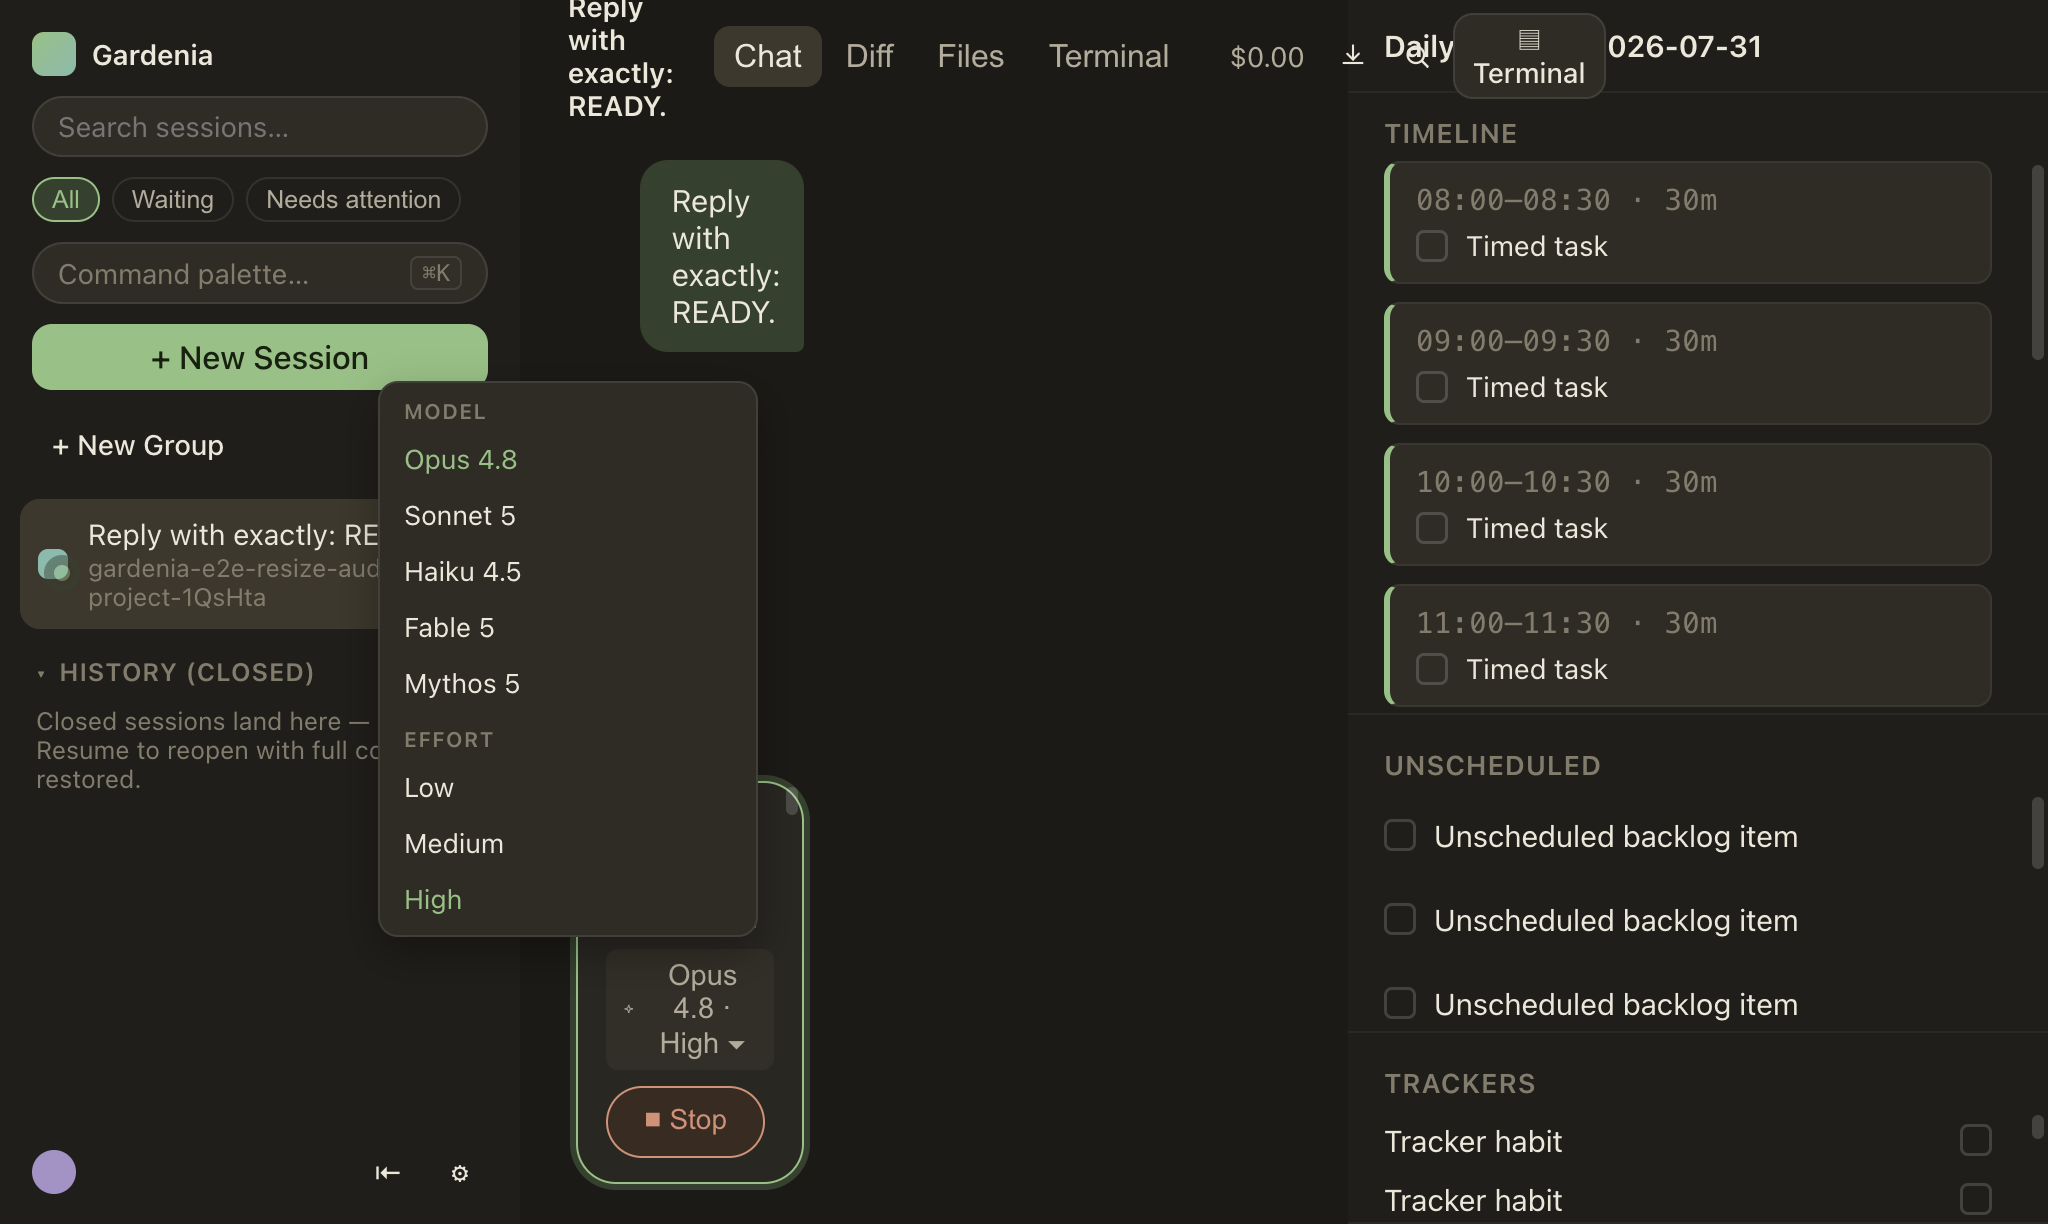 Gardenia
Search sessions...
All
Waiting
Needs attention
Command palette...
⌘K
+ New Session
+ New Group
Reply with exactly: RE
gardenia-e2e-resize-aud
project-1QsHta
▾ HISTORY (CLOSED)
Closed sessions land here —
Resume to reopen with full co
restored.
Reply
with
exactly:
READY.
Chat
Diff
Files
Terminal
$0.00
Reply
with
exactly:
READY.
MODEL
Opus 4.8
Sonnet 5
Haiku 4.5
Fable 5
Mythos 5
EFFORT
Low
Medium
High
Opus
4.8 ·
High
Stop
Daily
Terminal
026-07-31
TIMELINE
08:00–08:30 · 30m
Timed task
09:00–09:30 · 30m
Timed task
10:00–10:30 · 30m
Timed task
11:00–11:30 · 30m
Timed task
UNSCHEDULED
Unscheduled backlog item
Unscheduled backlog item
Unscheduled backlog item
TRACKERS
Tracker habit
Tracker habit